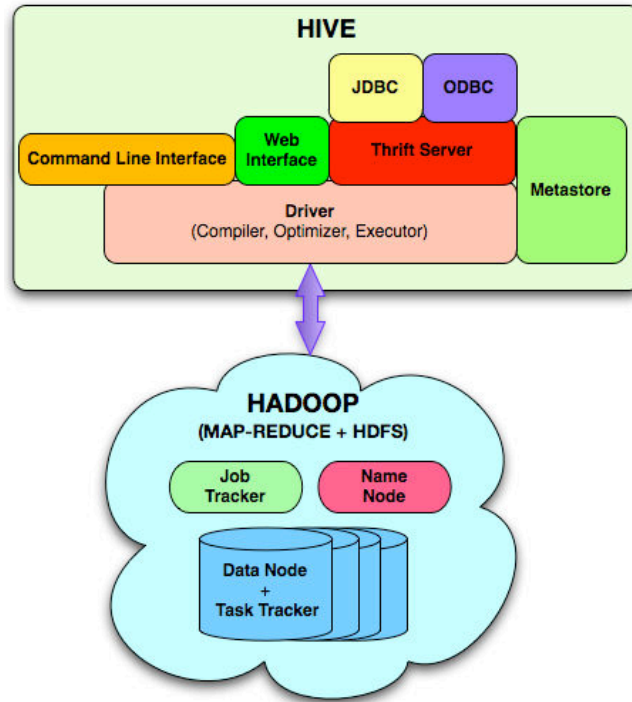 HIVE
JDBC
ODBC
Command Line Interface
Web
Interface
Thrift Server
Metastore
Driver
(Compiler, Optimizer, Executor)
HADOOP
(MAP-REDUCE + HDFS)
Job
Tracker
Name
Node
Data Node
+
Task Tracker